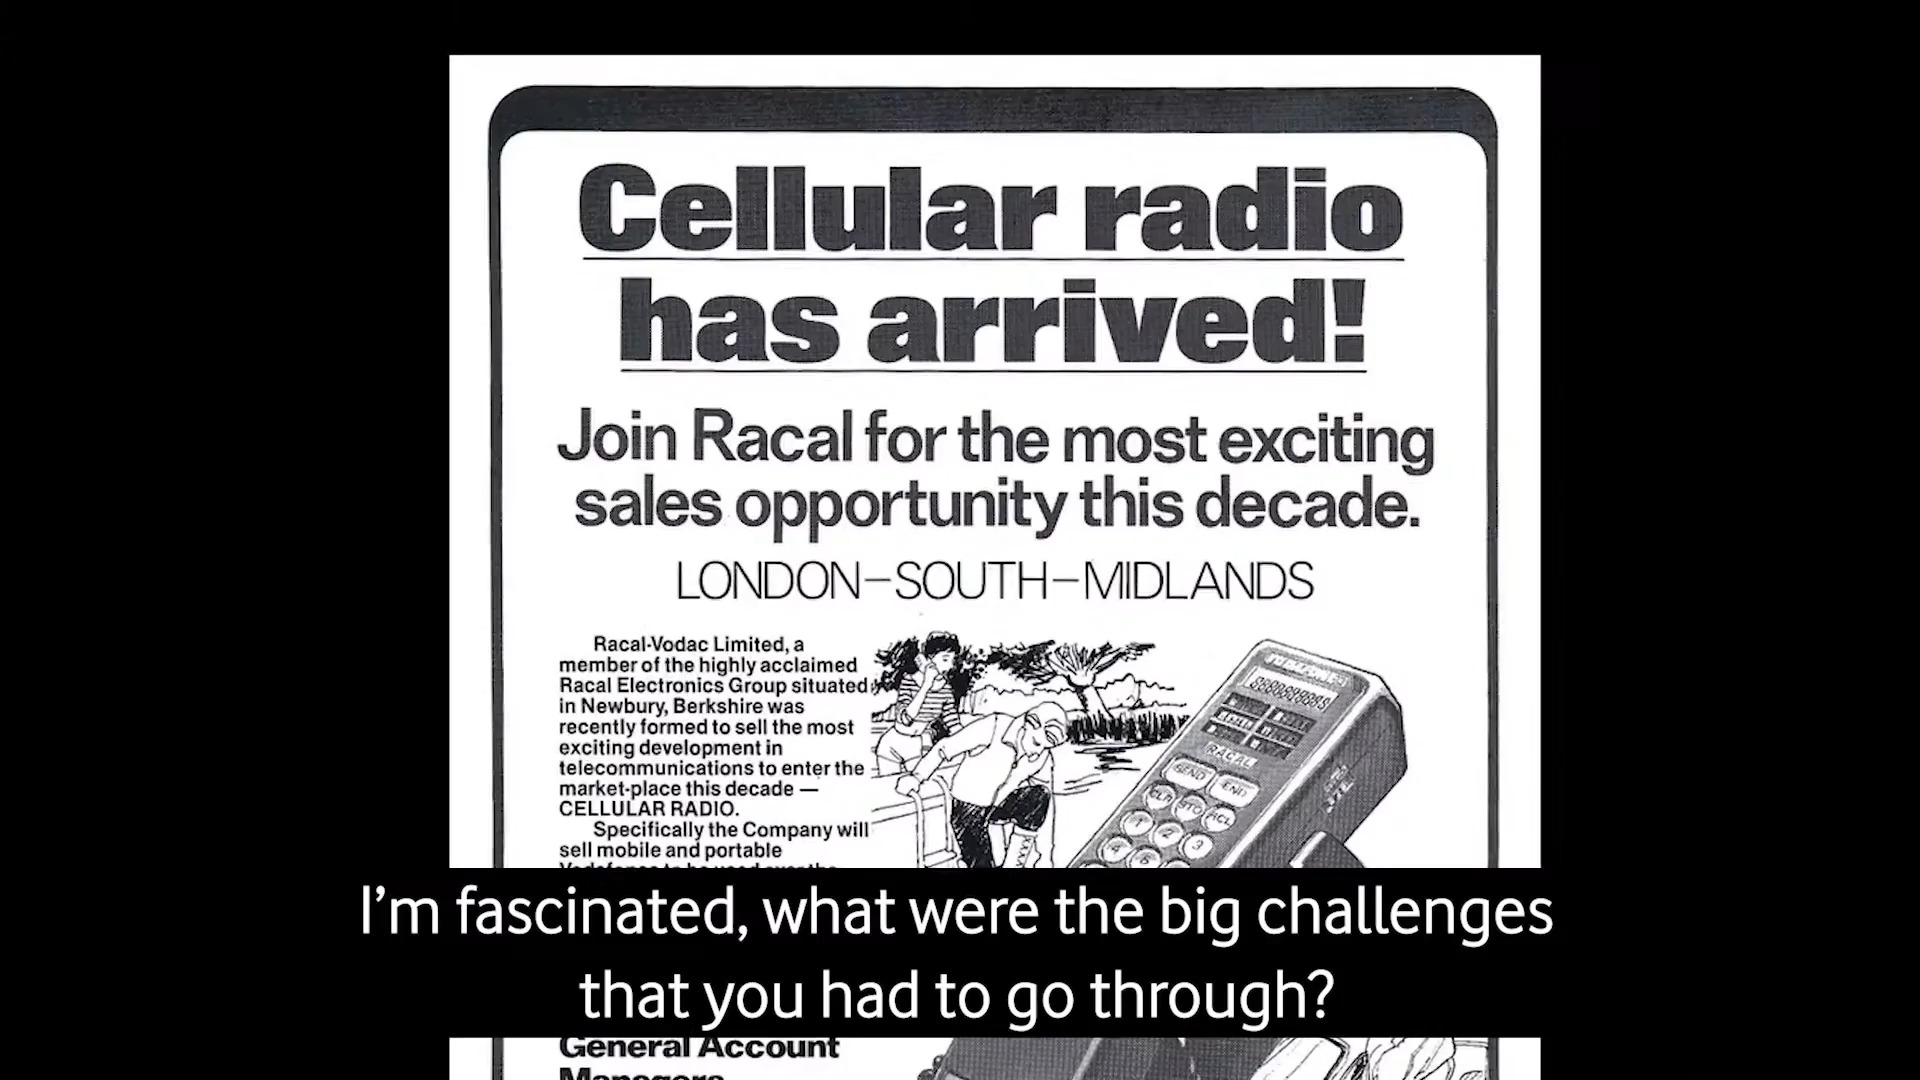 Cellular radio
has arrived!
Join Racal for the most exciting
sales opportunity this decade.
LONDON–SOUTH–MIDLANDS
Racal-Vodac Limited, a
member of the highly acclaimed
Racal Electronics Group situated
in Newbury, Berkshire was
recently formed to sell the most
exciting development in
telecommunications to enter the
market-place this decade —
CELLULAR RADIO.
Specifically the Company will
sell mobile and portable
RACAL
SEND END
CLR STO RCL
1 2 3
I'm fascinated, what were the big challenges
that you had to go through?
General Account
Managers